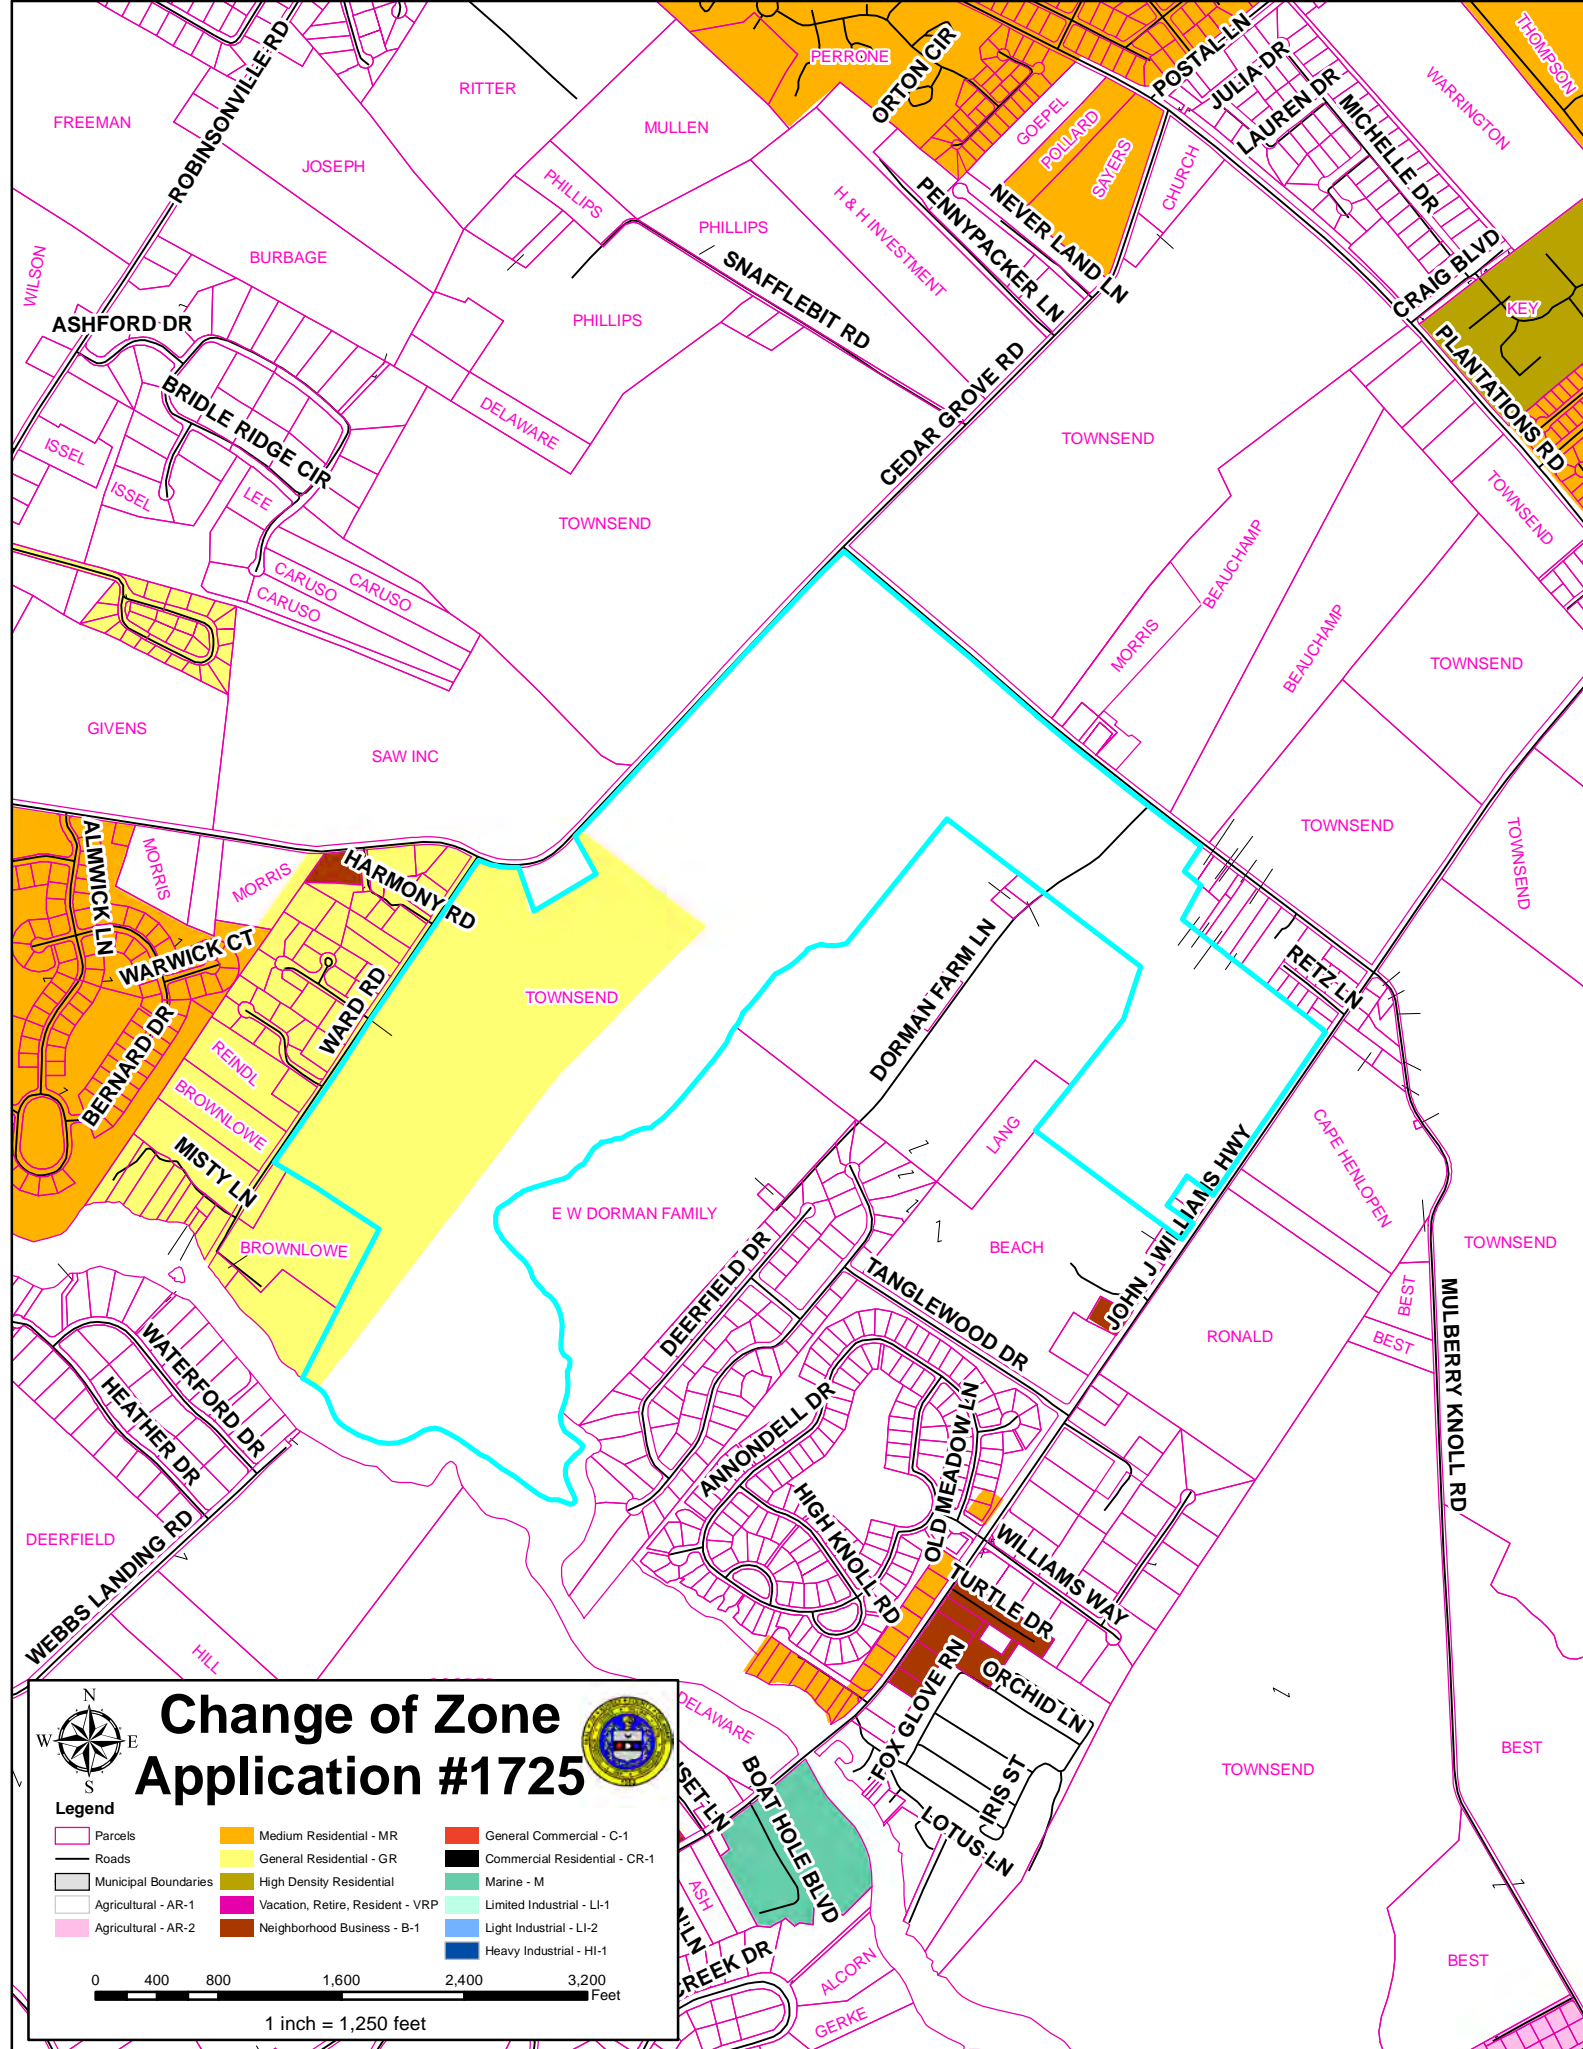 ROBINSONVILLE RD
FREEMAN
RITTER
JOSEPH
MULLEN
PERRONE
ORTON CIR
POSTAL LN
JULIA DR
LAUREN DR
MICHELLE DR
WARRINGTON
THOMPSON
GOEPEL
POLLARD
SAYERS
CHURCH
PHILLIPS
PHILLIPS
PHILLIPS
H & H INVESTMENT
PENNYPACKER LN
NEVER LAND LN
SNAFFLEBIT RD
WILSON
BURBAGE
ASHFORD DR
BRIDLE RIDGE CIR
CRAIG BLVD
KEY
PLANTATIONS RD
DELAWARE
CEDAR GROVE RD
TOWNSEND
ISSEL
ISSEL
LEE
TOWNSEND
TOWNSEND
CARUSO
CARUSO
CARUSO
BEAUCHAMP
MORRIS
BEAUCHAMP
TOWNSEND
GIVENS
SAW INC
TOWNSEND
TOWNSEND
ALMWICK LN
MORRIS
MORRIS
HARMONY RD
WARWICK CT
BERNARD DR
WARD RD
TOWNSEND
DORMAN FARM LN
RETZ LN
REINDL
BROWNLOWE
MISTY LN
BROWNLOWE
LANG
CAPE HENLOPEN
E W DORMAN FAMILY
BEACH
JOHN J WILLIAMS HWY
TOWNSEND
DEERFIELD DR
TANGLEWOOD DR
BEST
BEST
RONALD
MULBERRY KNOLL RD
WATERFORD DR
HEATHER DR
ANNONDELL DR
OLD MEADOW LN
HIGH KNOLL RD
DEERFIELD
WEBBS LANDING RD
WILLIAMS WAY
TURTLE DR
HILL
FOX GLOVE RN
ORCHID LN
DELAWARE
IRIS ST
LOTUS LN
TOWNSEND
BEST
BOAT HOLE BLVD
SET LN
ASH
N LN
CREEK DR
ALCORN
GERKE
BEST
N
W E
S
Change of Zone
Application #1725
Legend
Parcels
Roads
Municipal Boundaries
Agricultural - AR-1
Agricultural - AR-2
Medium Residential - MR
General Residential - GR
High Density Residential
Vacation, Retire, Resident - VRP
Neighborhood Business - B-1
General Commercial - C-1
Commercial Residential - CR-1
Marine - M
Limited Industrial - LI-1
Light Industrial - LI-2
Heavy Industrial - HI-1
0 400 800 1,600 2,400 3,200
Feet
1 inch = 1,250 feet